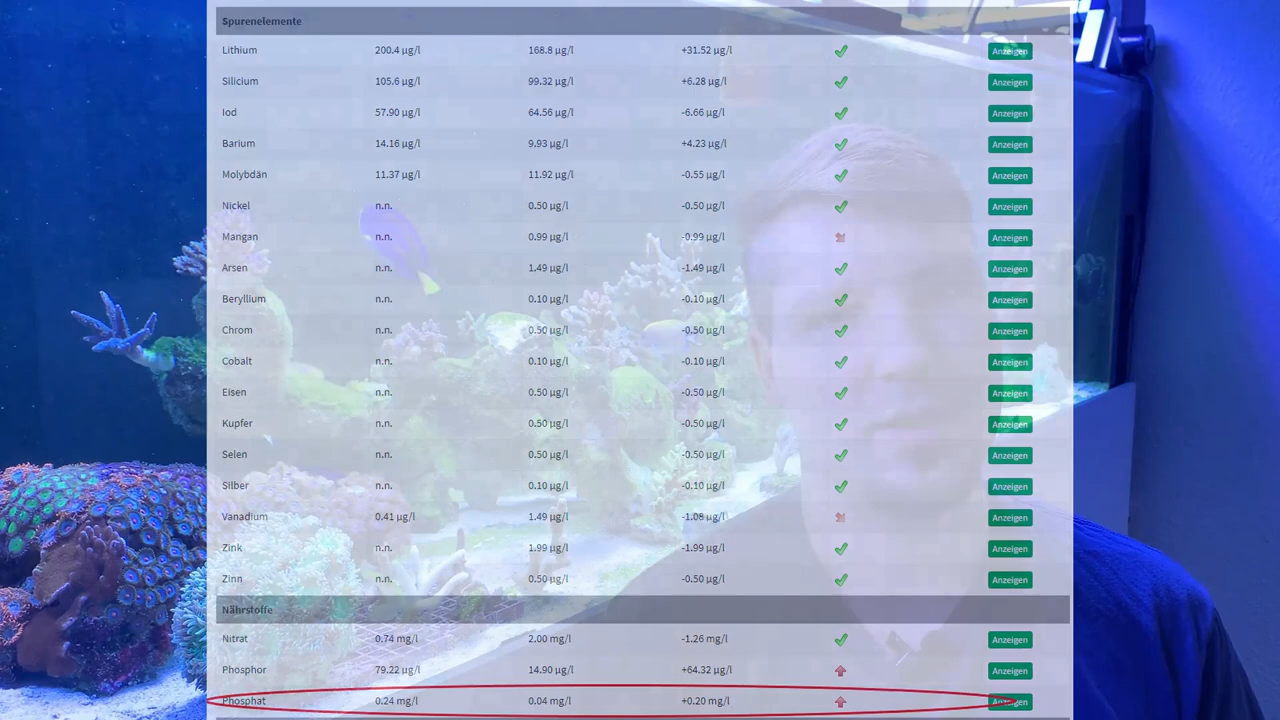 Spurenelemente
Lithium 200.4 µg/l 168.8 µg/l +31.52 µg/l Anzeigen
Silicium 105.6 µg/l 99.32 µg/l +6.28 µg/l Anzeigen
Iod 57.90 µg/l 64.56 µg/l -6.66 µg/l Anzeigen
Barium 14.16 µg/l 9.93 µg/l +4.23 µg/l Anzeigen
Molybdän 11.37 µg/l 11.92 µg/l -0.55 µg/l Anzeigen
Nickel n.n. 0.50 µg/l -0.50 µg/l Anzeigen
Mangan n.n. 0.99 µg/l -0.99 µg/l Anzeigen
Arsen n.n. 1.49 µg/l -1.49 µg/l Anzeigen
Beryllium n.n. 0.10 µg/l -0.10 µg/l Anzeigen
Chrom n.n. 0.50 µg/l -0.50 µg/l Anzeigen
Cobalt n.n. 0.10 µg/l -0.10 µg/l Anzeigen
Eisen n.n. 0.50 µg/l -0.50 µg/l Anzeigen
Kupfer n.n. 0.50 µg/l -0.50 µg/l Anzeigen
Selen n.n. 0.50 µg/l -0.50 µg/l Anzeigen
Silber n.n. 0.10 µg/l -0.10 µg/l Anzeigen
Vanadium 0.41 µg/l 1.49 µg/l -1.08 µg/l Anzeigen
Zink n.n. 1.99 µg/l -1.99 µg/l Anzeigen
Zinn n.n. 0.50 µg/l -0.50 µg/l Anzeigen
Nährstoffe
Nitrat 0.74 mg/l 2.00 mg/l -1.26 mg/l Anzeigen
Phosphor 79.22 µg/l 14.90 µg/l +64.32 µg/l Anzeigen
Phosphat 0.24 mg/l 0.04 mg/l +0.20 mg/l Anzeigen